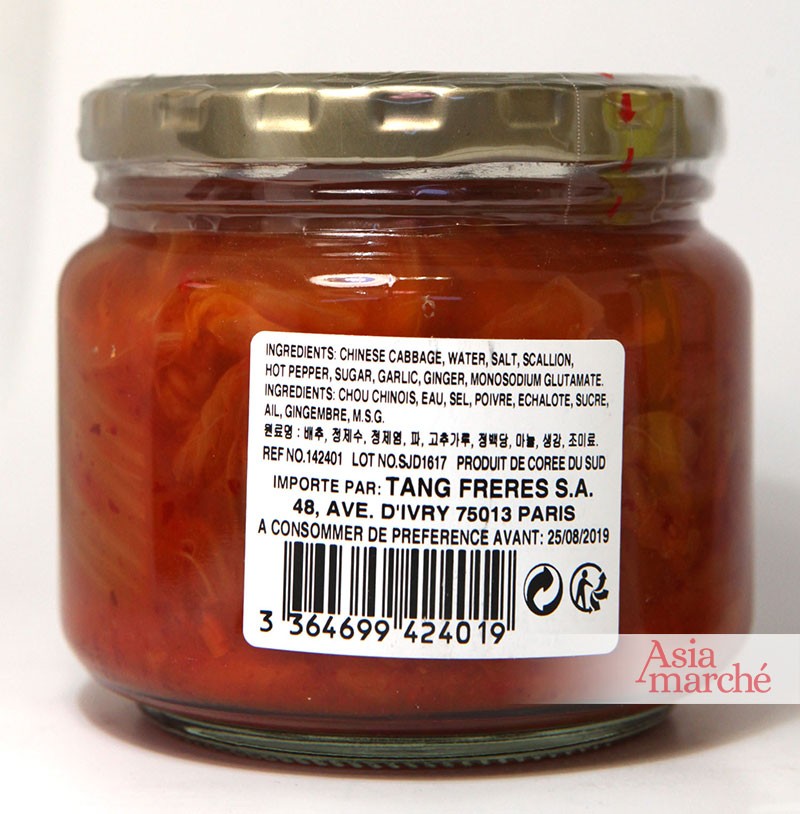 INGREDIENTS: CHINESE CABBAGE, WATER, SALT, SCALLION,
HOT PEPPER, SUGAR, GARLIC, GINGER, MONOSODIUM GLUTAMATE.
INGREDIENTS: CHOU CHINOIS, EAU, SEL, POIVRE, ECHALOTE, SUCRE,
AIL, GINGEMBRE, M.S.G.
원료명 : 배추, 정제수, 정제염, 파, 고추가루, 정백당, 마늘, 생강, 조미료.
REF NO.142401 LOT NO.SJD1617 PRODUIT DE COREE DU SUD
IMPORTE PAR: TANG FRERES S.A.
48, AVE. D'IVRY 75013 PARIS
A CONSOMMER DE PREFERENCE AVANT: 25/08/2019
3 364699 424019
Asia
marché